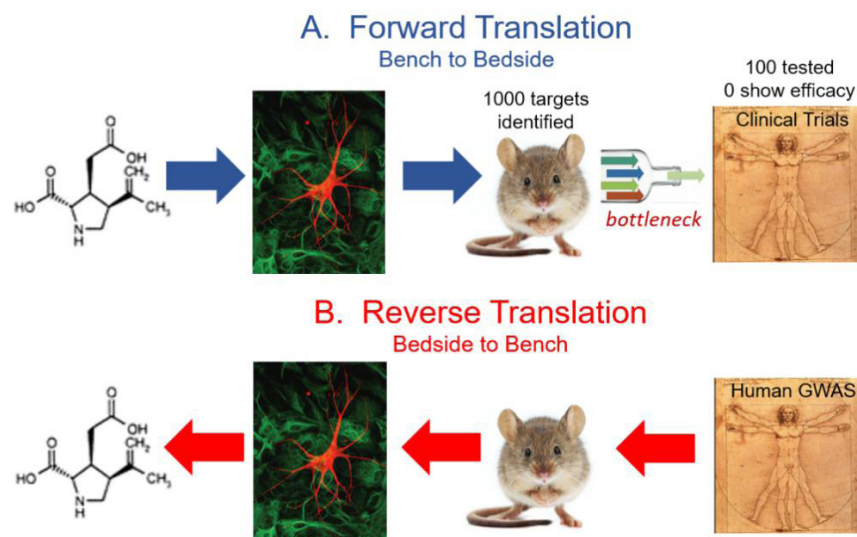 A. Forward Translation
Bench to Bedside
1000 targets
identified
100 tested
0 show efficacy
Clinical Trials
bottleneck
O
OH
CH₂
O
HO
CH₃
N
H
B. Reverse Translation
Bedside to Bench
Human GWAS
O
OH
CH₂
O
HO
CH₃
N
H